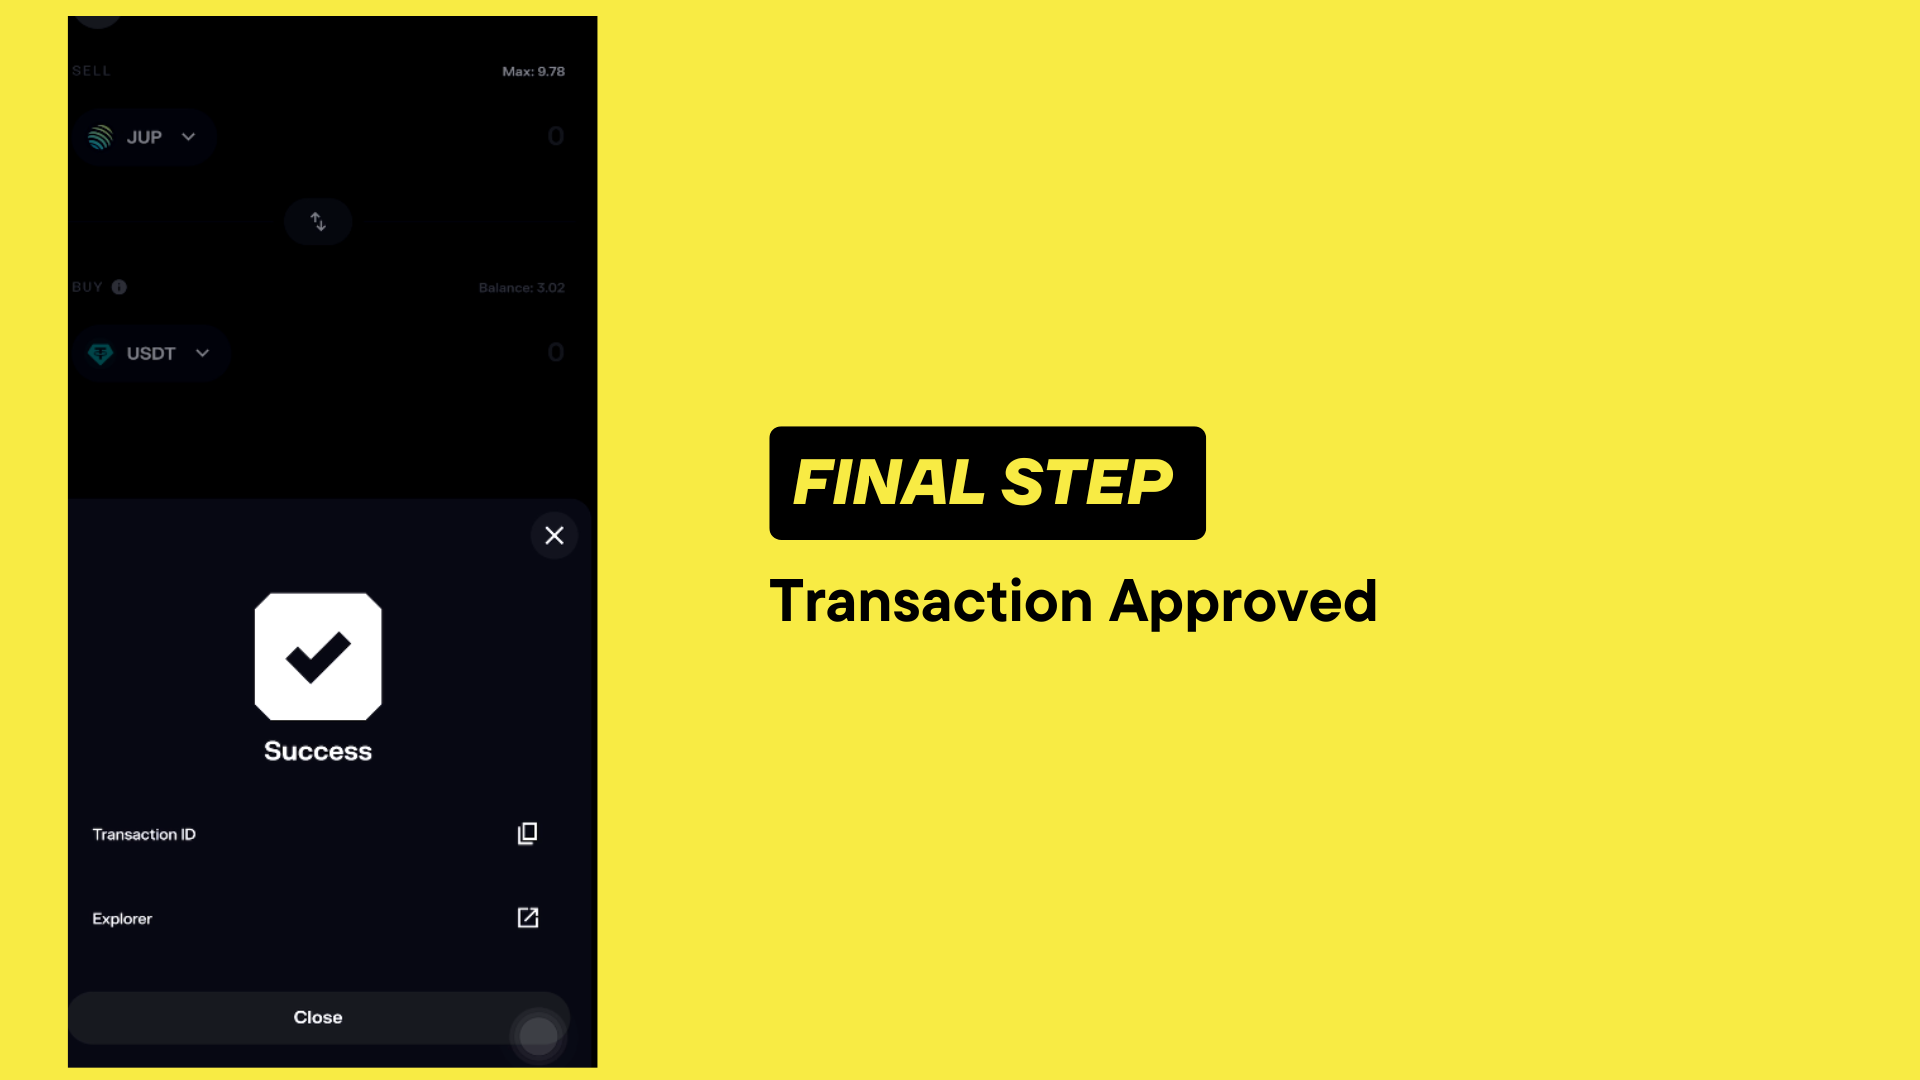 SELL
Max: 9.78
JUP
0
BUY
Balance: 3.02
USDT
0
Success
Transaction ID
Explorer
Close
FINAL STEP
Transaction Approved